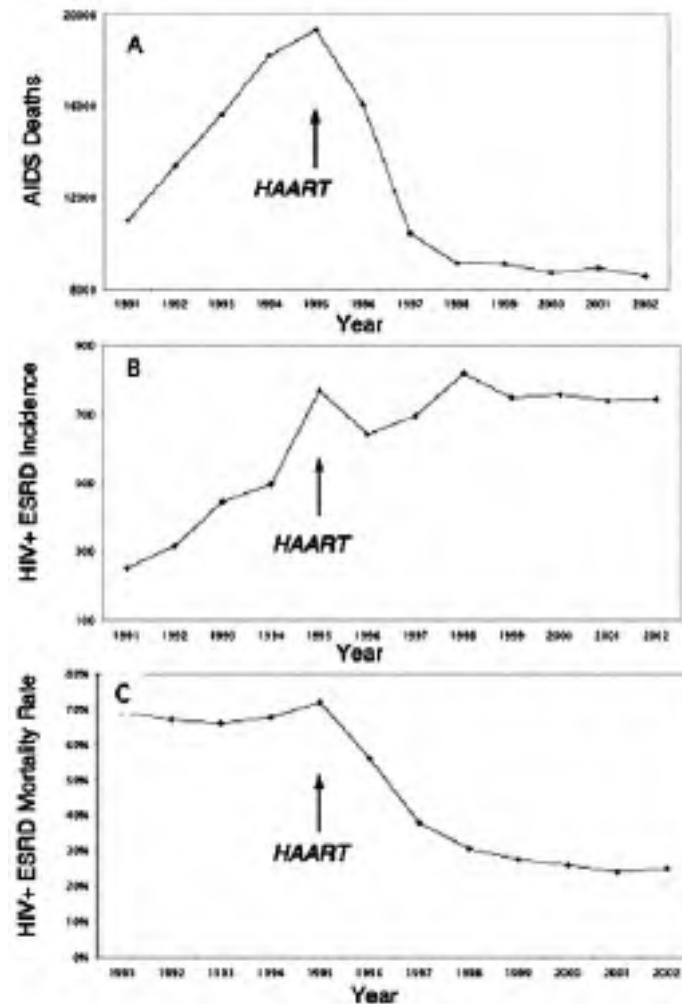 A
AIDS Deaths
20000
16000
12000
8000
HAART
1991 1992 1993 1994 1995 1996 1997 1998 1999 2000 2001 2002
Year
B
HIV+ ESRD Incidence
900
700
300
100
HAART
1991 1992 1993 1994 1995 1996 1997 1998 1999 2000 2001 2002
Year
C
HIV+ ESRD Mortality Rate
80%
70%
60%
50%
40%
30%
20%
10%
0%
HAART
1992 1993 1994 1995 1996 1997 1998 1999 2000 2001 2002
Year